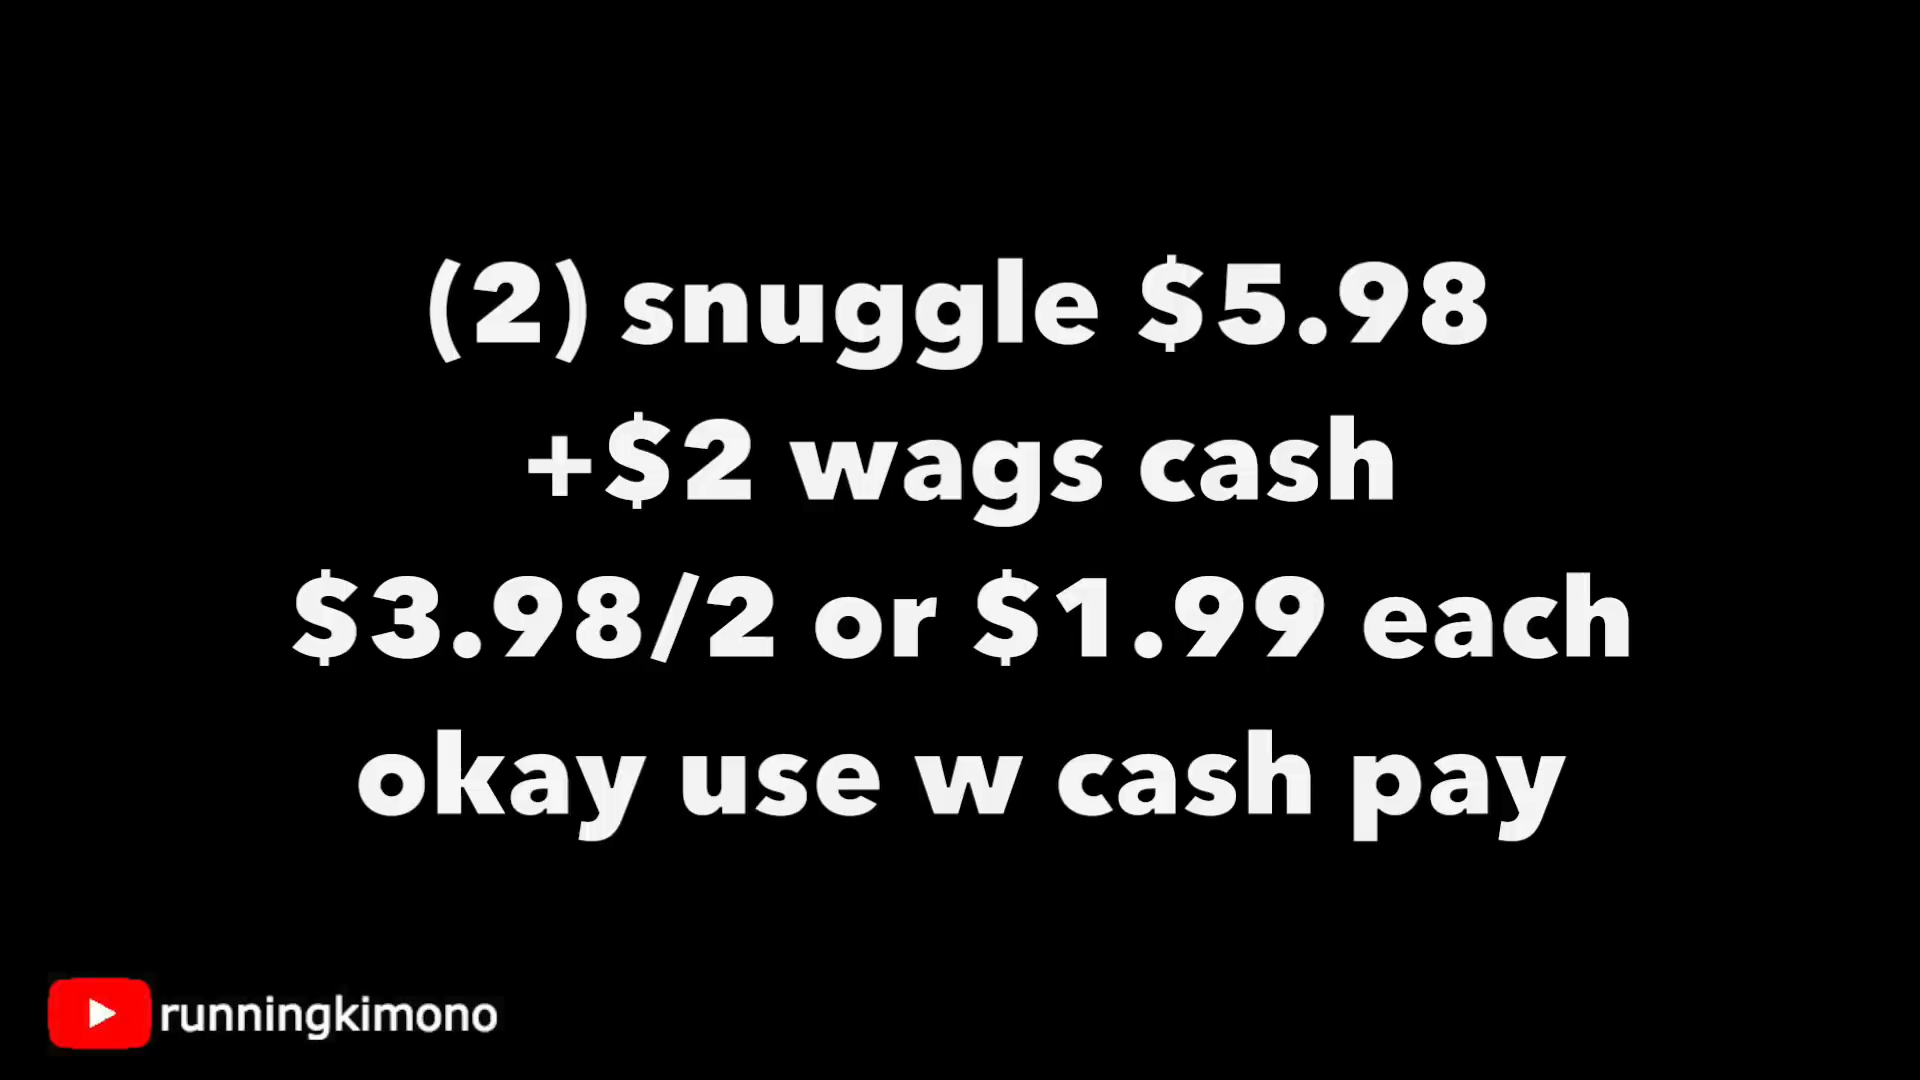 (2) snuggle $5.98
+$2 wags cash
$3.98/2 or $1.99 each
okay use w cash pay
runningkimono